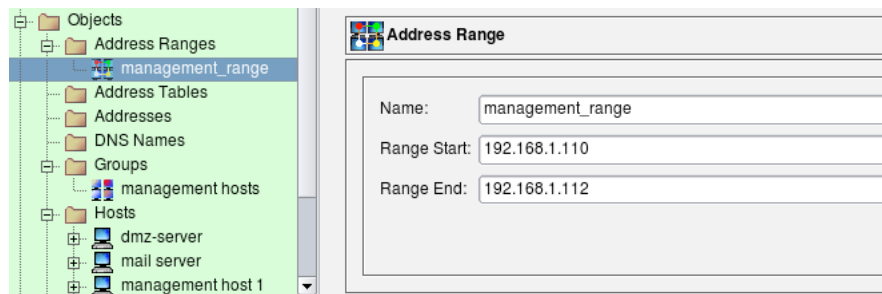 Objects
Address Ranges
management_range
Address Tables
Addresses
DNS Names
Groups
management hosts
Hosts
dmz-server
mail server
management host 1
Address Range
Name: management_range
Range Start: 192.168.1.110
Range End: 192.168.1.112